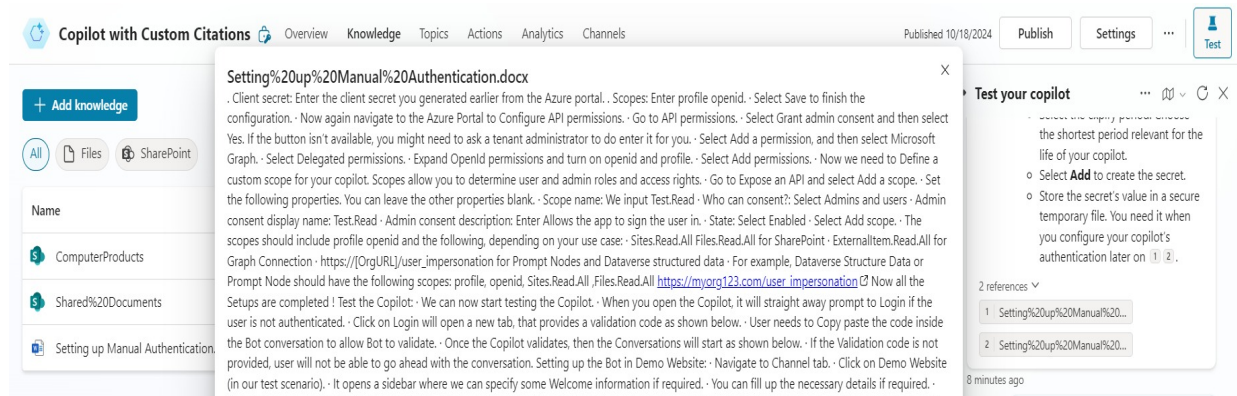 Copilot with Custom Citations Overview Knowledge Topics Actions Analytics Channels Published 10/18/2024 Publish Settings ··· Test
+ Add knowledge
All Files SharePoint
Name
ComputerProducts
Shared%20Documents
Setting up Manual Authentication.
Setting%20up%20Manual%20Authentication.docx X
. Client secret: Enter the client secret you generated earlier from the Azure portal. . Scopes: Enter profile openid. · Select Save to finish the
configuration. · Now again navigate to the Azure Portal to Configure API permissions. · Go to API permissions. · Select Grant admin consent and then select
Yes. If the button isn't available, you might need to ask a tenant administrator to do enter it for you. · Select Add a permission, and then select Microsoft
Graph. · Select Delegated permissions. · Expand OpenId permissions and turn on openid and profile. · Select Add permissions. · Now we need to Define a
custom scope for your copilot. Scopes allow you to determine user and admin roles and access rights. · Go to Expose an API and select Add a scope. · Set
the following properties. You can leave the other properties blank. · Scope name: We input Test.Read · Who can consent?: Select Admins and users · Admin
consent display name: Test.Read · Admin consent description: Enter Allows the app to sign the user in. · State: Select Enabled · Select Add scope. · The
scopes should include profile openid and the following, depending on your use case: · Sites.Read.All Files.Read.All for SharePoint · ExternalItem.Read.All for
Graph Connection · https://[OrgURL]/user_impersonation for Prompt Nodes and Dataverse structured data · For example, Dataverse Structure Data or
Prompt Node should have the following scopes: profile, openid, Sites.Read.All ,Files.Read.All https://myorg123.com/user_impersonation Now all the
Setups are completed ! Test the Copilot: · We can now start testing the Copilot. · When you open the Copilot, it will straight away prompt to Login if the
user is not authenticated. · Click on Login will open a new tab, that provides a validation code as shown below. · User needs to Copy paste the code inside
the Bot conversation to allow Bot to validate. · Once the Copilot validates, then the Conversations will start as shown below. · If the Validation code is not
provided, user will not be able to go ahead with the conversation. Setting up the Bot in Demo Website: · Navigate to Channel tab. · Click on Demo Website
(in our test scenario). · It opens a sidebar where we can specify some Welcome information if required. · You can fill up the necessary details if required. ·
Test your copilot ··· X
the shortest period relevant for the
life of your copilot.
Select Add to create the secret.
Store the secret's value in a secure
temporary file. You need it when
you configure your copilot's
authentication later on 1 2 .
2 references
1 Setting%20up%20Manual%20...
2 Setting%20up%20Manual%20...
8 minutes ago